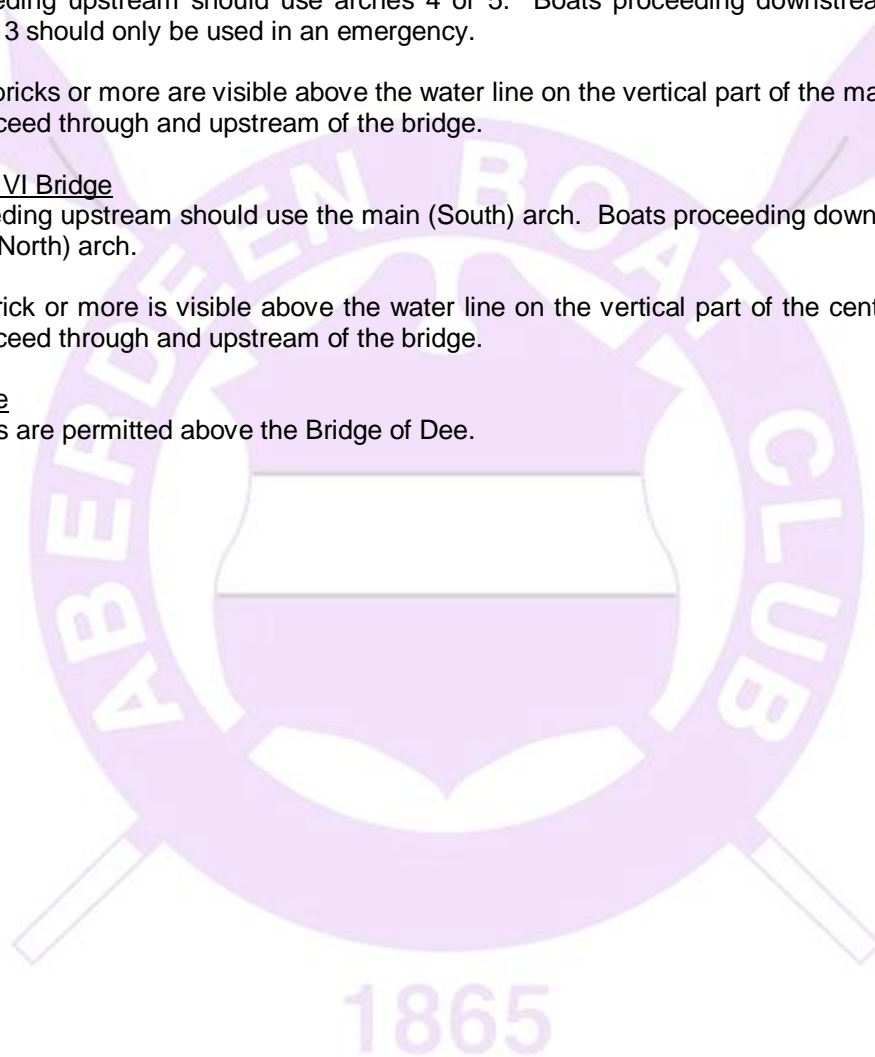 eding upstream should use arches 4 or 5. Boats proceeding downstrea
3 should only be used in an emergency.
bricks or more are visible above the water line on the vertical part of the ma
ceed through and upstream of the bridge.
VI Bridge
eding upstream should use the main (South) arch. Boats proceeding down
(North) arch.
rick or more is visible above the water line on the vertical part of the cent
ceed through and upstream of the bridge.
e
s are permitted above the Bridge of Dee.
ABERDEEN BOAT CLUB
1865